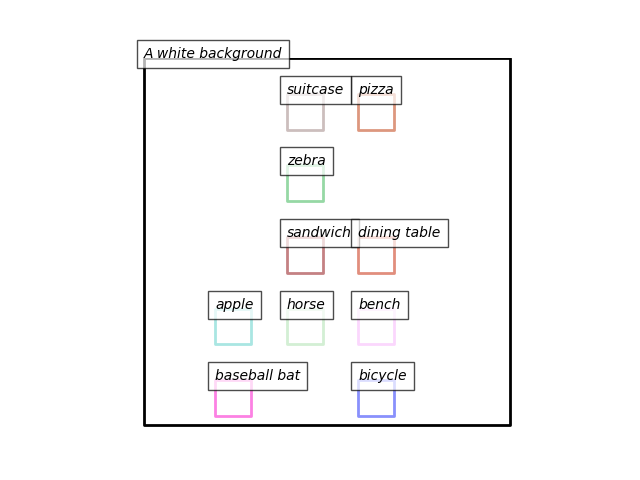 A white background
suitcase pizza
zebra
sandwich dining table
apple horse bench
baseball bat bicycle